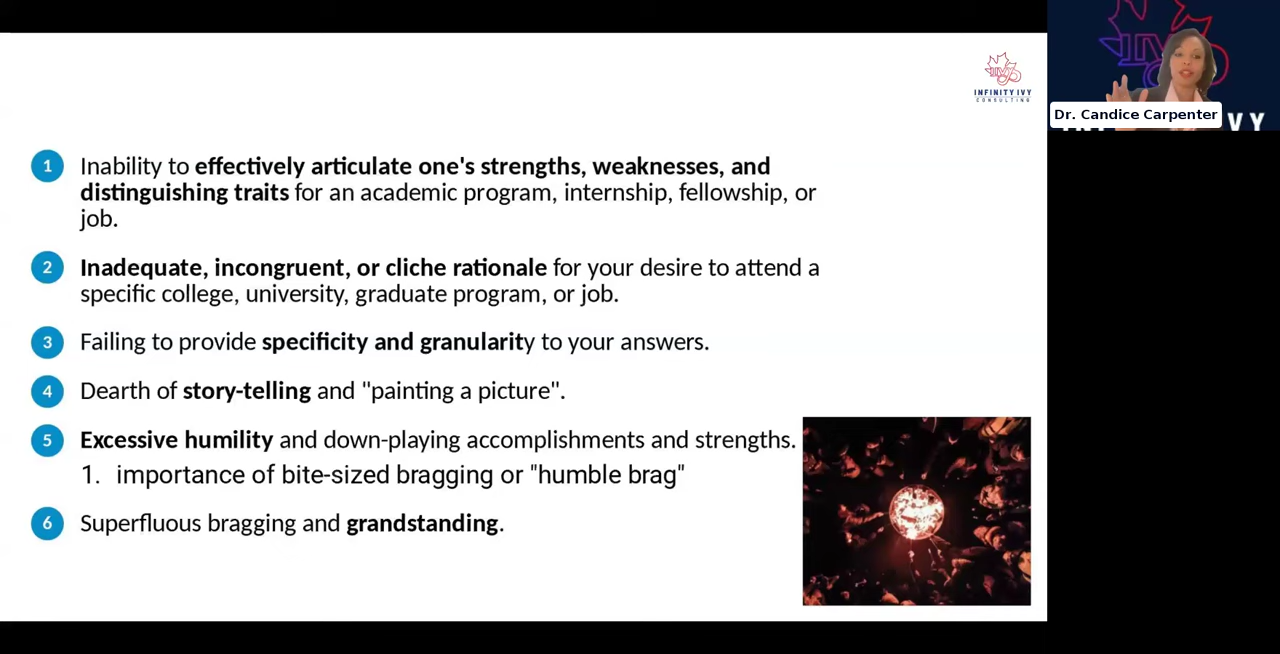 INFINITY IVY
CONSULTING
IV
Dr. Candice Carpenter
VY
1 Inability to effectively articulate one's strengths, weaknesses, and
distinguishing traits for an academic program, internship, fellowship, or
job.
2 Inadequate, incongruent, or cliche rationale for your desire to attend a
specific college, university, graduate program, or job.
3 Failing to provide specificity and granularity to your answers.
4 Dearth of story-telling and "painting a picture".
5 Excessive humility and down-playing accomplishments and strengths.
1. importance of bite-sized bragging or "humble brag"
6 Superfluous bragging and grandstanding.